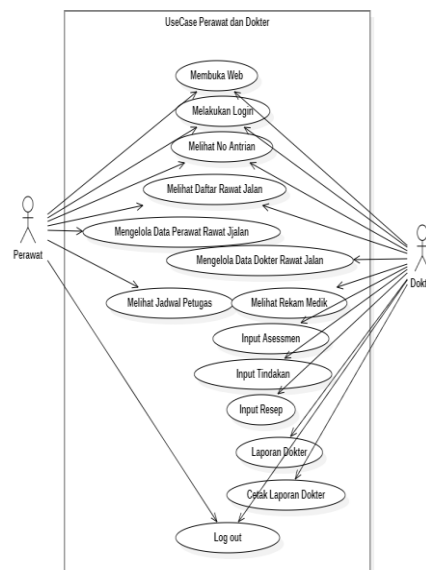 UseCase Perawat dan Dokter
Membuka Web
Melakukan Login
Melihat No Antrian
Melihat Daftar Rawat Jalan
Perawat
Mengelola Data Perawat Rawat Jjalan
Mengelola Data Dokter Rawat Jalan
Dokt
Melihat Jadwal Petugas
Melihat Rekam Medik
Input Asessmen
Input Tindakan
Input Resep
Laporan Dokter
Cetak Laporan Dokter
Log out